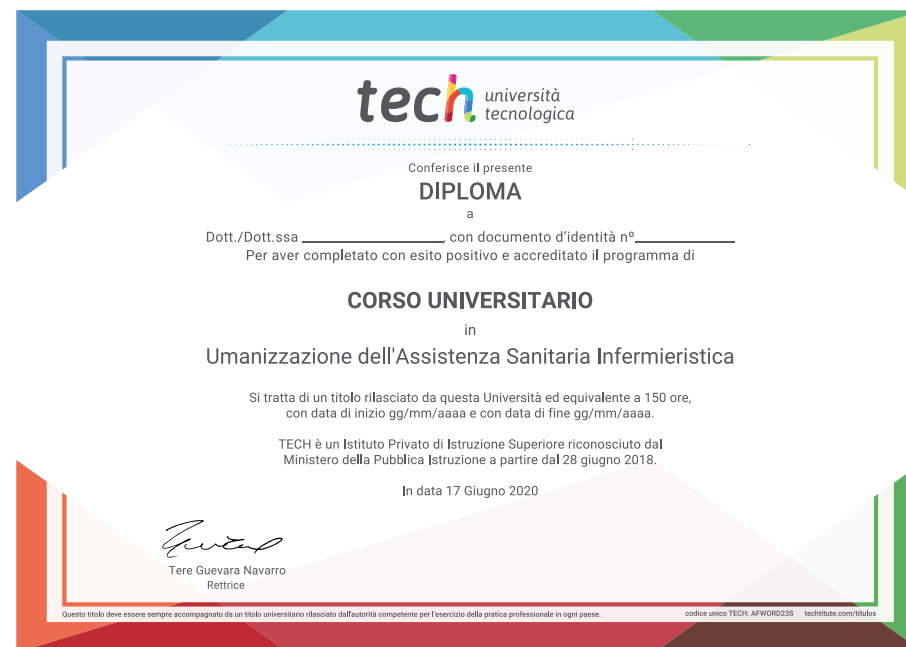 tech università
tecnologica
Conferisce il presente
DIPLOMA
a
Dott./Dott.ssa ____________________, con documento d'identità nº______________
Per aver completato con esito positivo e accreditato il programma di
CORSO UNIVERSITARIO
in
Umanizzazione dell'Assistenza Sanitaria Infermieristica
Si tratta di un titolo rilasciato da questa Università ed equivalente a 150 ore,
con data di inizio gg/mm/aaaa e con data di fine gg/mm/aaaa.
TECH è un Istituto Privato di Istruzione Superiore riconosciuto dal
Ministero della Pubblica Istruzione a partire dal 28 giugno 2018.
In data 17 Giugno 2020
Tere Guevara Navarro
Rettrice
Questo titolo deve essere sempre accompagnato da un titolo universitario rilasciato dall'autorità competente per l'esercizio della pratica professionale in ogni paese. codice unico TECH: AFWORD23S techtitute.com/títulos